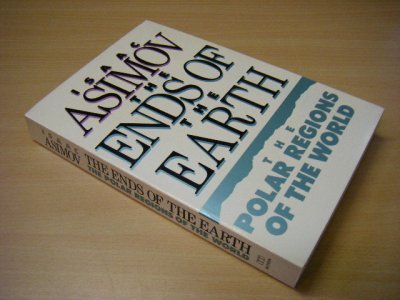 ISAAC
ASIMOV
THE
ENDS OF
THE
EARTH
THE
POLAR REGIONS
OF THE WORLD
ISAAC
ASIMOV
THE ENDS OF THE EARTH
THE POLAR REGIONS OF THE WORLD